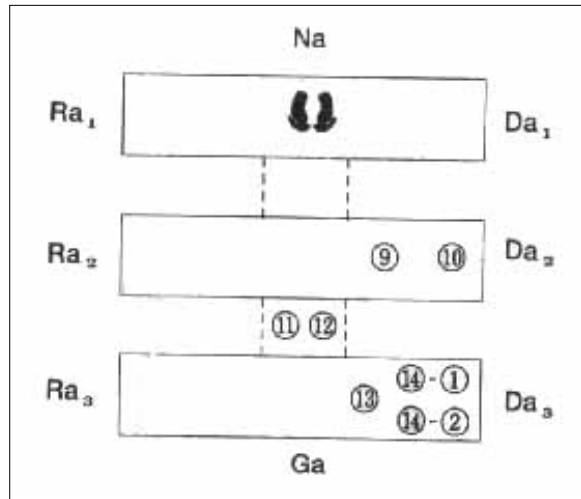 Na
Ra₁ Da₁
Ra₂ ⑨ ⑩ Da₂
⑪ ⑫
⑭-①
Ra₃ ⑬ Da₃
⑭-②
Ga